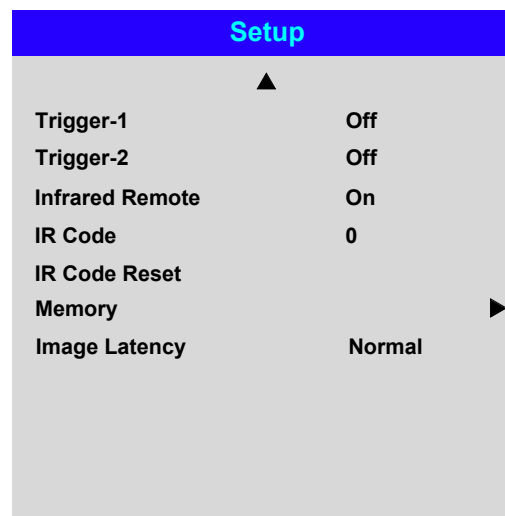 Setup
Trigger-1 Off
Trigger-2 Off
Infrared Remote On
IR Code 0
IR Code Reset
Memory
Image Latency Normal